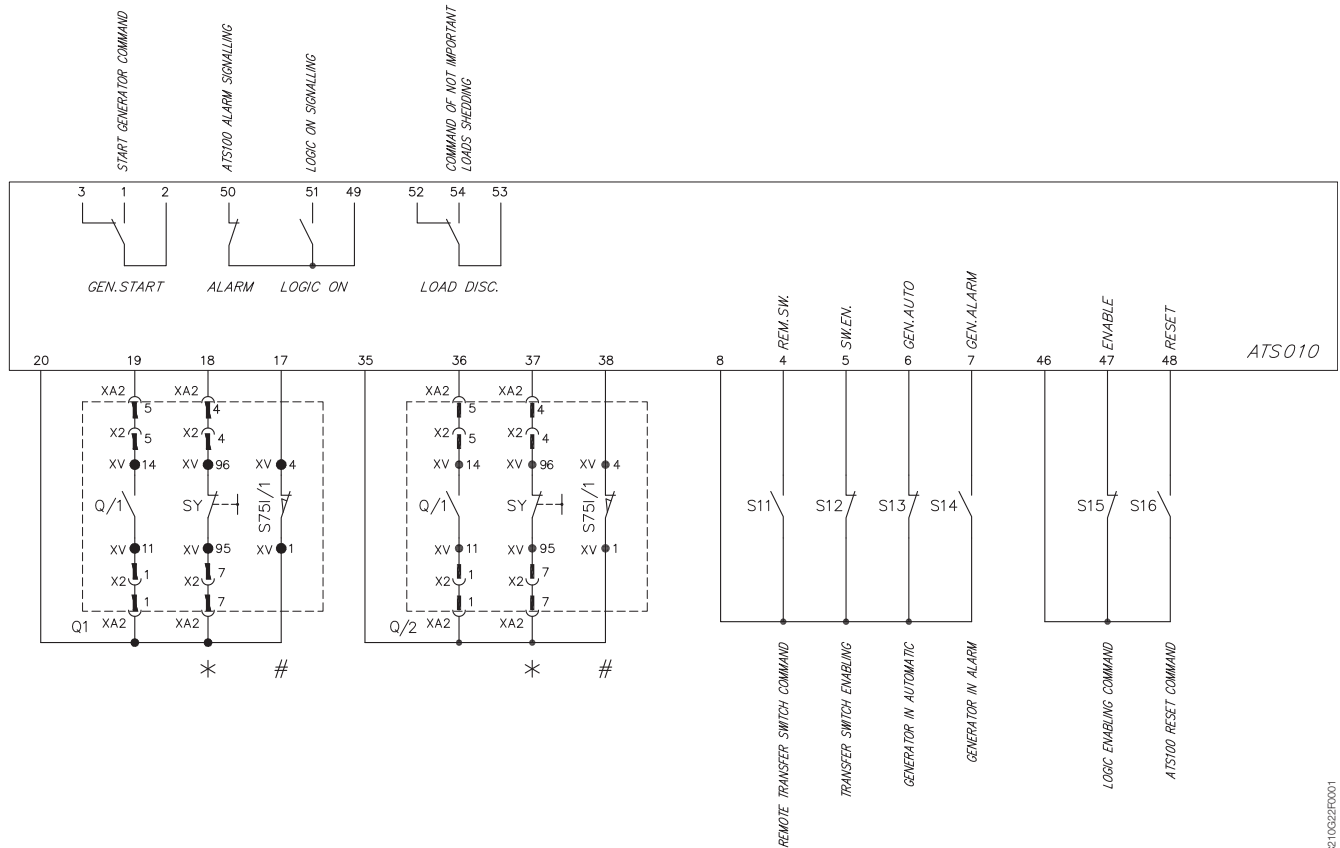 START GENERATOR COMMAND
ATS100 ALARM SIGNALLING
LOGIC ON SIGNALLING
COMMAND OF NOT IMPORTANT
LOADS SHEDDING
3 1 2 50 51 49 52 54 53
GEN.START ALARM LOGIC ON LOAD DISC.
REM.SW.
SW.EN.
GEN.AUTO
GEN.ALARM
ENABLE
RESET
ATS010
20 19 18 17 35 36 37 38 8 4 5 6 7 46 47 48
XA2 XA2 XA2 XA2
5 4 5 4
X2 5 X2 4 X2 5 X2 4
XV 14 XV 96 XV 4 XV 14 XV 96 XV 4
Q/1 SY S75I/1 Q/1 SY S75I/1
S11 S12 S13 S14 S15 S16
XV 11 XV 95 XV 1 XV 11 XV 95 XV 1
X2 1 X2 7 X2 1 X2 7
1 7 1 7
Q1 XA2 XA2 Q/2 XA2 XA2
* # * #
REMOTE TRANSFER SWITCH COMMAND
TRANSFER SWITCH ENABLING
GENERATOR IN AUTOMATIC
GENERATOR IN ALARM
LOGIC ENABLING COMMAND
ATS100 RESET COMMAND